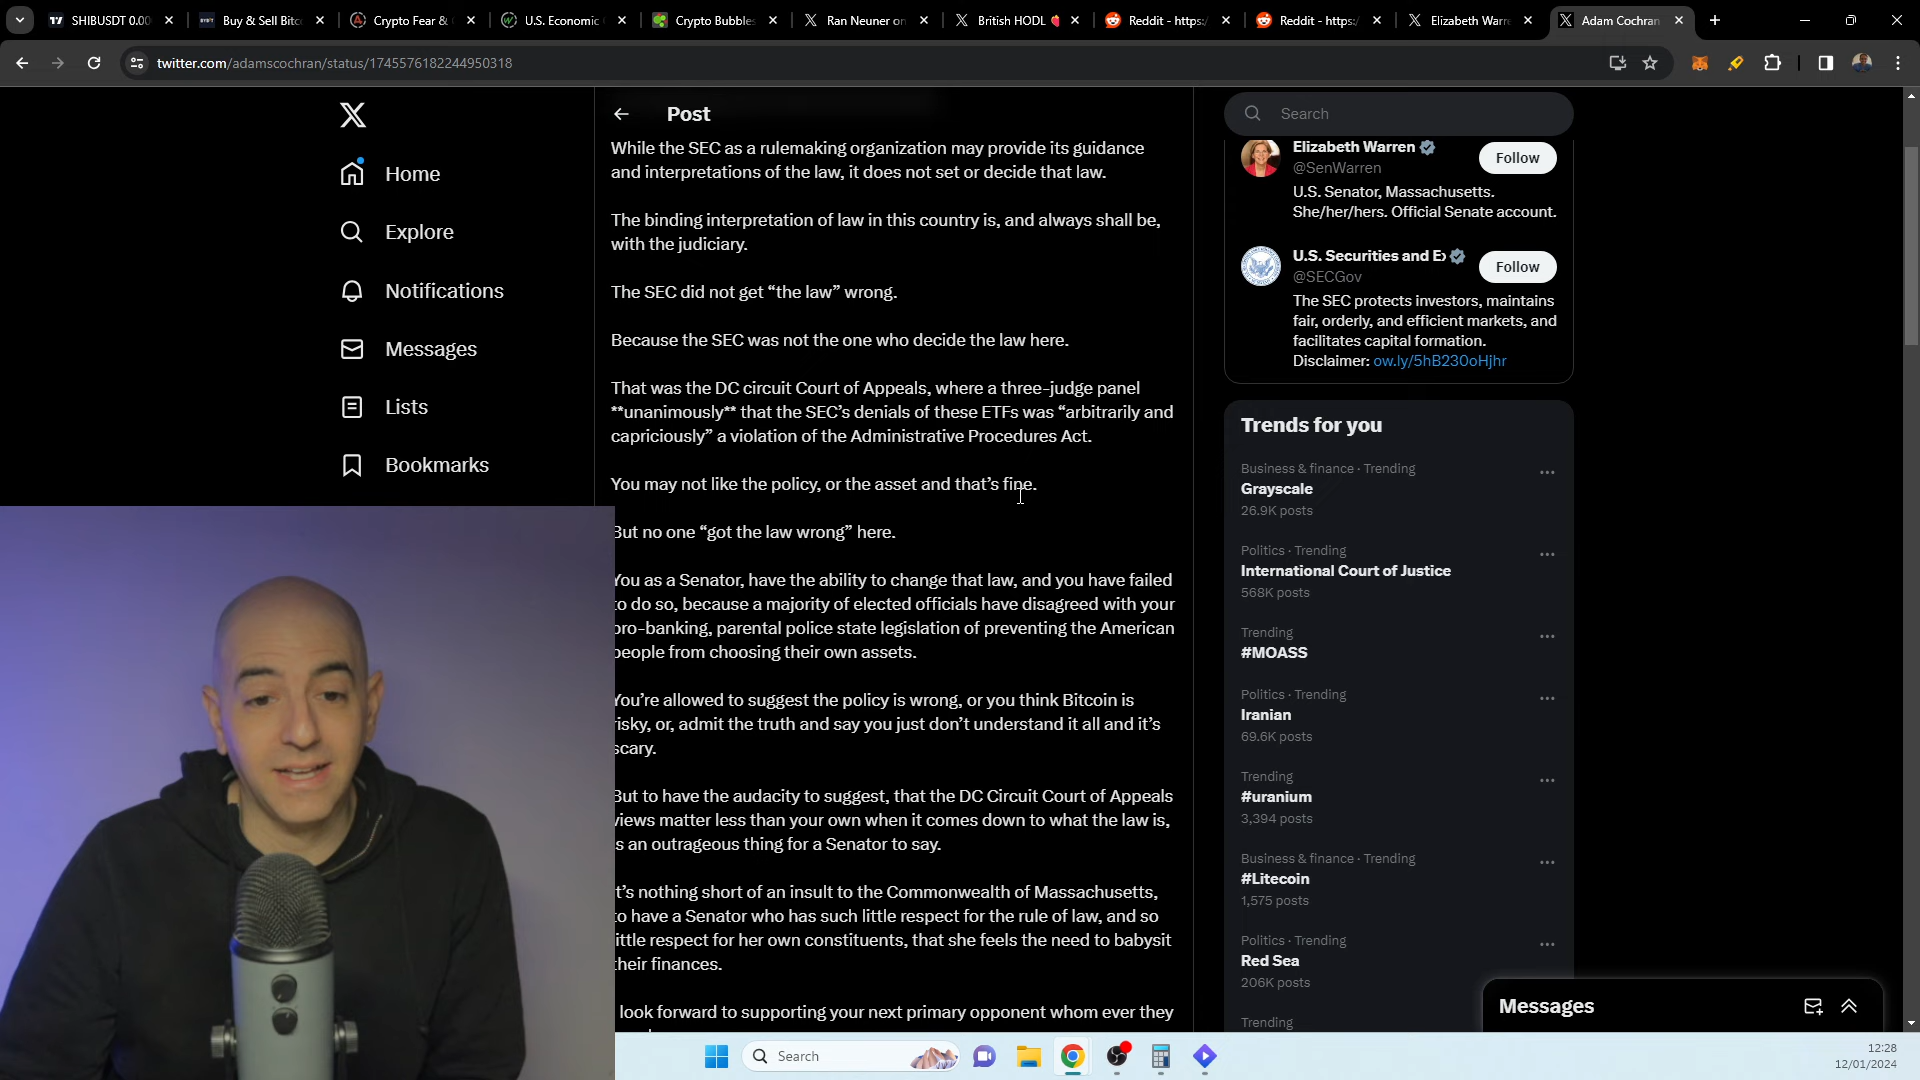 SHIBUSDT 0.00
Buy & Sell Bitc
Crypto Fear &
U.S. Economic
Crypto Bubbles
Ran Neuner on
British HODL
Reddit - https:/
Reddit - https:/
Elizabeth Warre
Adam Cochran
twitter.com/adamscochran/status/1745576182244950318
Home
Explore
Notifications
Messages
Lists
Bookmarks
Post
While the SEC as a rulemaking organization may provide its guidance
and interpretations of the law, it does not set or decide that law.
The binding interpretation of law in this country is, and always shall be,
with the judiciary.
The SEC did not get “the law” wrong.
Because the SEC was not the one who decide the law here.
That was the DC circuit Court of Appeals, where a three-judge panel
**unanimously** that the SEC’s denials of these ETFs was “arbitrarily and
capriciously” a violation of the Administrative Procedures Act.
You may not like the policy, or the asset and that’s fine.
But no one “got the law wrong” here.
You as a Senator, have the ability to change that law, and you have failed
to do so, because a majority of elected officials have disagreed with your
pro-banking, parental police state legislation of preventing the American
people from choosing their own assets.
You’re allowed to suggest the policy is wrong, or you think Bitcoin is
risky, or, admit the truth and say you just don’t understand it all and it’s
scary.
But to have the audacity to suggest, that the DC Circuit Court of Appeals
views matter less than your own when it comes down to what the law is,
is an outrageous thing for a Senator to say.
It’s nothing short of an insult to the Commonwealth of Massachusetts,
to have a Senator who has such little respect for the rule of law, and so
little respect for her own constituents, that she feels the need to babysit
their finances.
look forward to supporting your next primary opponent whom ever they
Search
Elizabeth Warren
@SenWarren
Follow
U.S. Senator, Massachusetts.
She/her/hers. Official Senate account.
U.S. Securities and E
@SECGov
Follow
The SEC protects investors, maintains
fair, orderly, and efficient markets, and
facilitates capital formation.
Disclaimer: ow.ly/5hB230oHjhr
Trends for you
Business & finance · Trending
Grayscale
26.9K posts
Politics · Trending
International Court of Justice
568K posts
Trending
#MOASS
Politics · Trending
Iranian
69.6K posts
Trending
#uranium
3,394 posts
Business & finance · Trending
#Litecoin
1,575 posts
Politics · Trending
Red Sea
206K posts
Trending
Messages
Search
12:28
12/01/2024